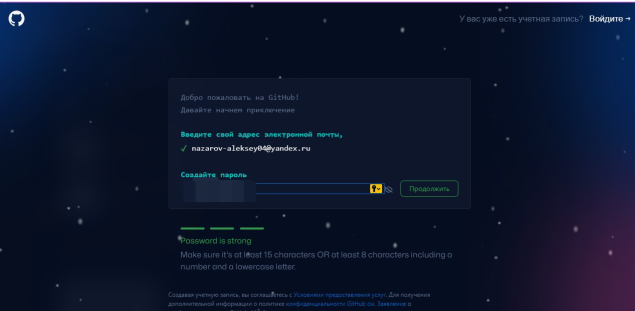 У вас уже есть учетная запись? Войдите →
Добро пожаловать на GitHub!
Давайте начнем приключение
Введите свой адрес электронной почты,
✓ nazarov-aleksey04@yandex.ru
Создайте пароль
Продолжить
Password is strong
Make sure it's at least 15 characters OR at least 8 characters including a
number and a lowercase letter.
Создавая учетную запись, вы соглашаетесь с Условиями предоставления услуг. Для получения
дополнительной информации о политике конфиденциальности GitHub см. Заявление о